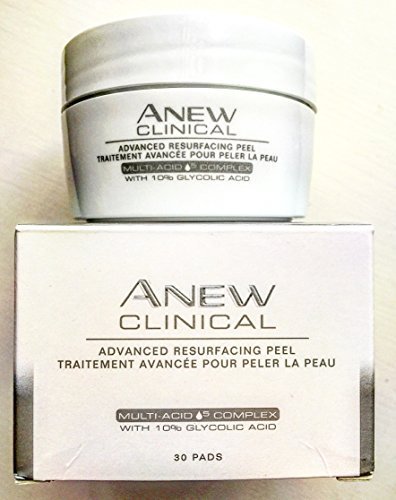 ANEW
CLINICAL
ADVANCED RESURFACING PEEL
TRAITEMENT AVANCÉE POUR PELER LA PEAU
MULTI-ACID 5 COMPLEX
WITH 10% GLYCOLIC ACID
ANEW
CLINICAL
ADVANCED RESURFACING PEEL
TRAITEMENT AVANCÉE POUR PELER LA PEAU
MULTI-ACID 5 COMPLEX
WITH 10% GLYCOLIC ACID
30 PADS